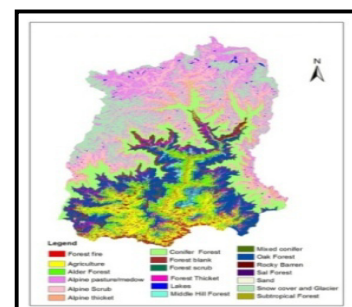 N
Legend
Forest fire
Agriculture
Alder Forest
Alpine pasture/meadow
Alpine Scrub
Alpine thicket
Conifer Forest
Forest blank
Forest scrub
Forest Thicket
Lakes
Middle Hill Forest
Mixed conifer
Oak Forest
Rocky Barren
Sal Forest
Sand
Snow cover and Glacier
Subtropical Forest